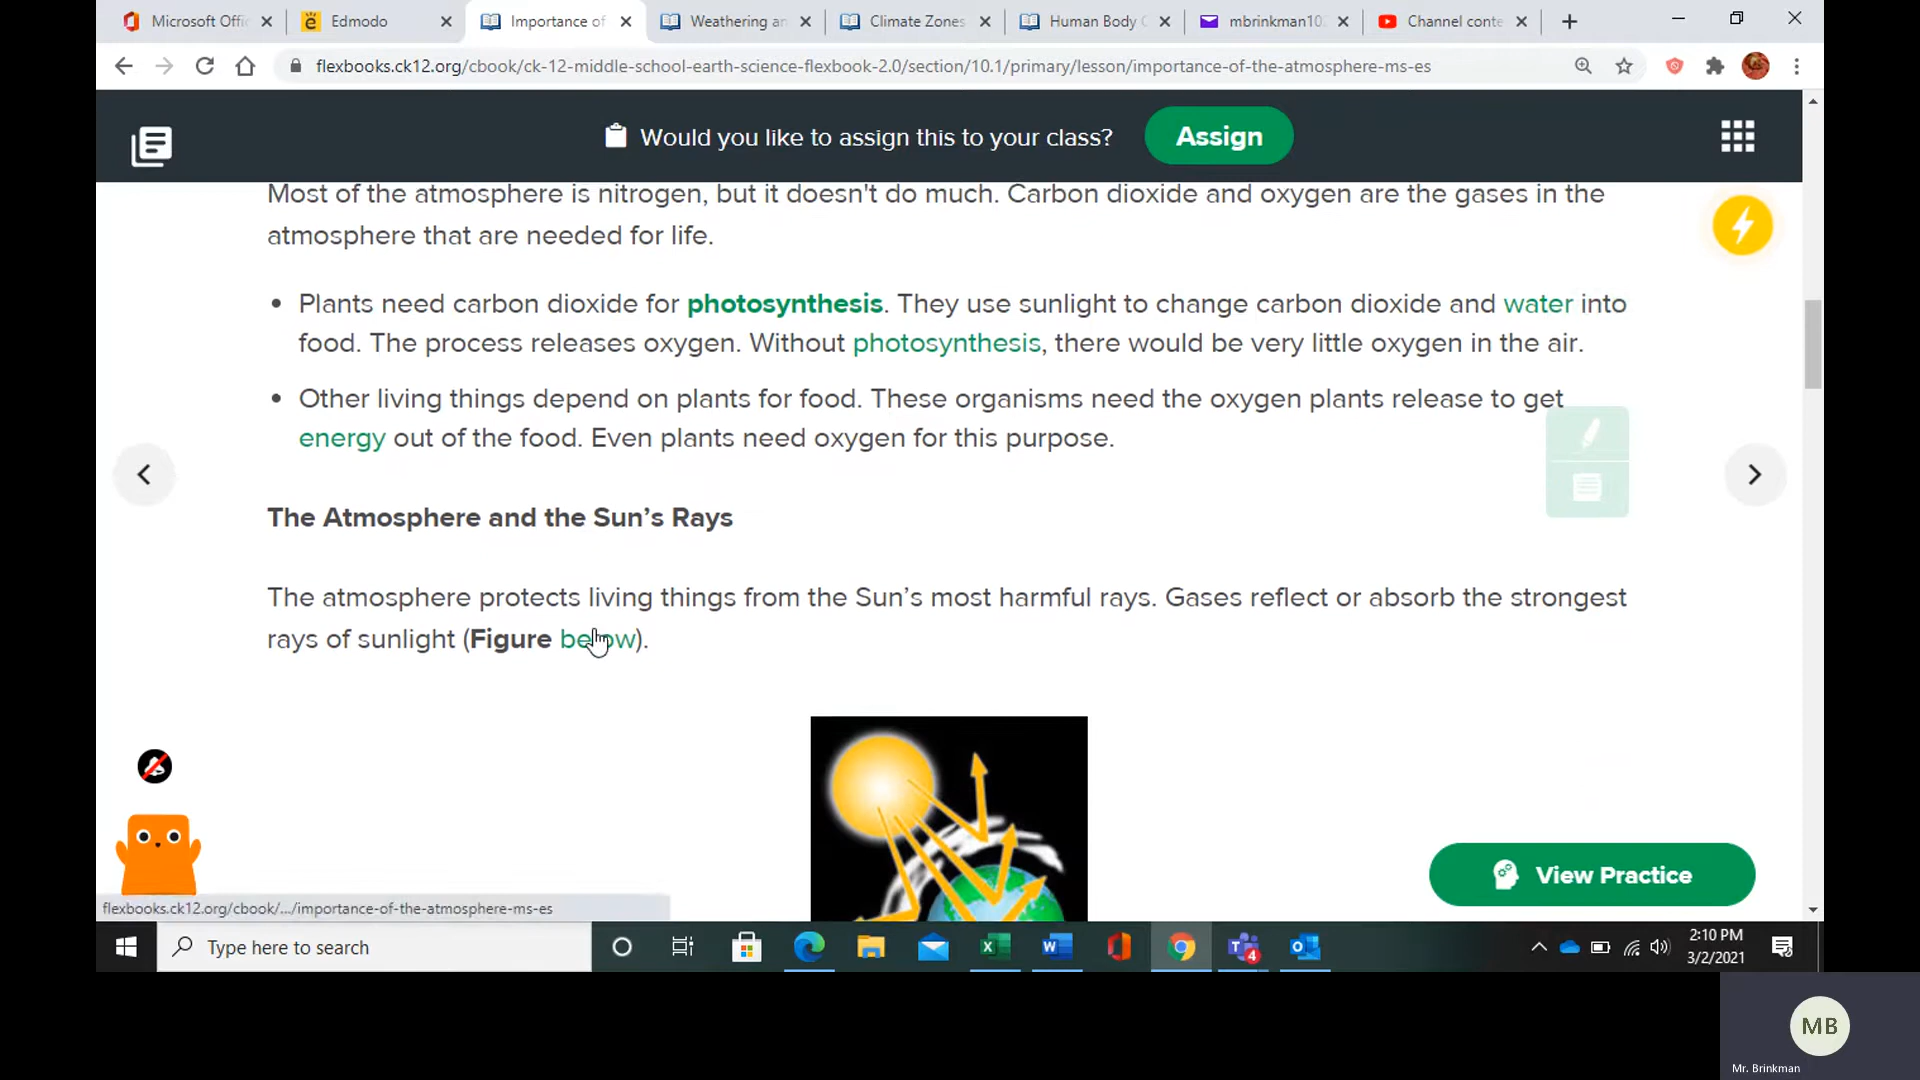 Microsoft Offi
Edmodo
Importance of
Weathering an
Climate Zones
Human Body
mbrinkman10
Channel conte
flexbooks.ck12.org/cbook/ck-12-middle-school-earth-science-flexbook-2.0/section/10.1/primary/lesson/importance-of-the-atmosphere-ms-es
Would you like to assign this to your class?
Assign
Most of the atmosphere is nitrogen, but it doesn't do much. Carbon dioxide and oxygen are the gases in the
atmosphere that are needed for life.
• Plants need carbon dioxide for photosynthesis. They use sunlight to change carbon dioxide and water into
food. The process releases oxygen. Without photosynthesis, there would be very little oxygen in the air.
• Other living things depend on plants for food. These organisms need the oxygen plants release to get
energy out of the food. Even plants need oxygen for this purpose.
The Atmosphere and the Sun’s Rays
The atmosphere protects living things from the Sun’s most harmful rays. Gases reflect or absorb the strongest
rays of sunlight (Figure below).
View Practice
flexbooks.ck12.org/cbook/.../importance-of-the-atmosphere-ms-es
Type here to search
4
2:10 PM
3/2/2021
MB
Mr. Brinkman